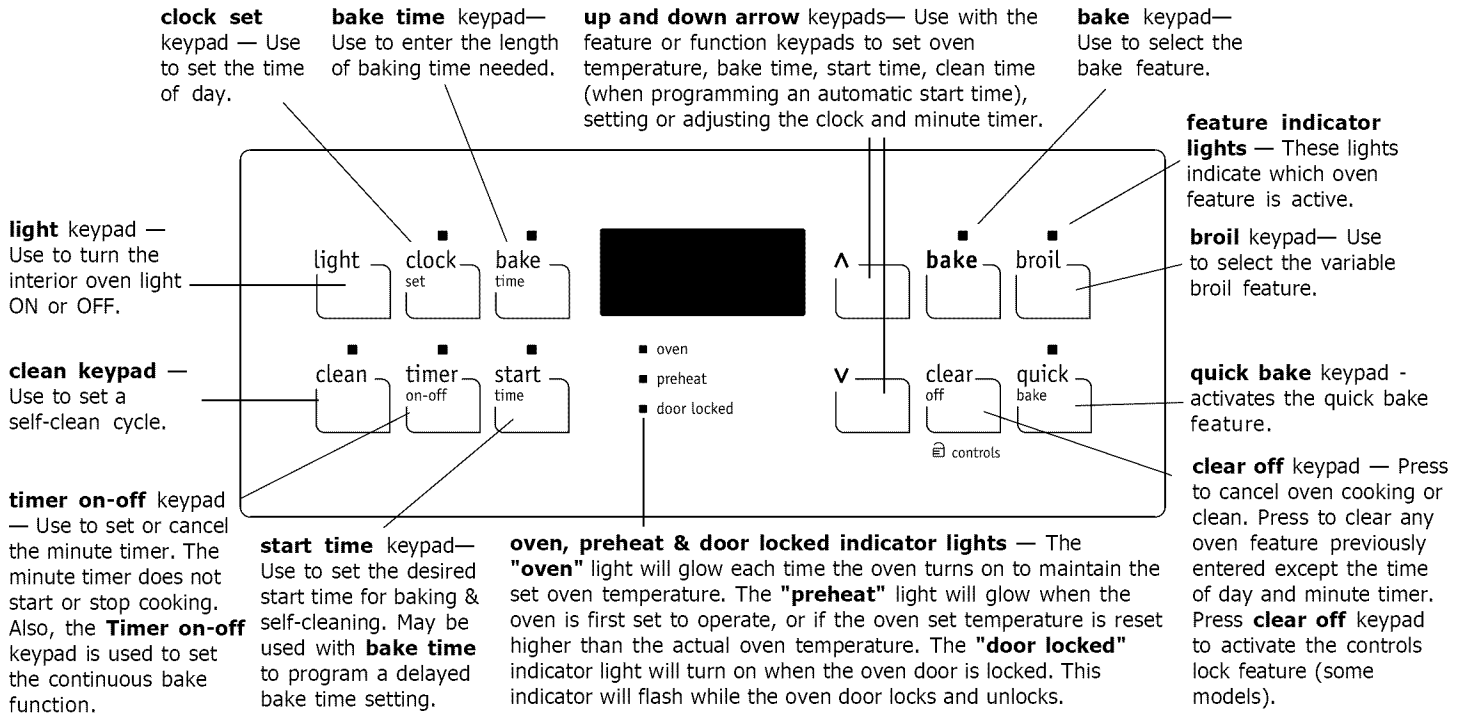 clock set
keypad — Use
to set the time
of day.
bake time keypad—
Use to enter the length
of baking time needed.
up and down arrow keypads— Use with the
feature or function keypads to set oven
temperature, bake time, start time, clean time
(when programming an automatic start time),
setting or adjusting the clock and minute timer.
bake keypad—
Use to select the
bake feature.
feature indicator
lights — These lights
indicate which oven
feature is active.
light keypad —
Use to turn the
interior oven light
ON or OFF.
broil keypad— Use
to select the variable
broil feature.
light
clock
set
bake
time
bake
broil
clean keypad —
Use to set a
self-clean cycle.
clean
timer
on-off
start
time
oven
preheat
door locked
clear
off
quick
bake
controls
quick bake keypad -
activates the quick bake
feature.
timer on-off keypad
— Use to set or cancel
the minute timer. The
minute timer does not
start or stop cooking.
Also, the Timer on-off
keypad is used to set
the continuous bake
function.
start time keypad—
Use to set the desired
start time for baking &
self-cleaning. May be
used with bake time
to program a delayed
bake time setting.
oven, preheat & door locked indicator lights — The
"oven" light will glow each time the oven turns on to maintain the
set oven temperature. The "preheat" light will glow when the
oven is first set to operate, or if the oven set temperature is reset
higher than the actual oven temperature. The "door locked"
indicator light will turn on when the oven door is locked. This
indicator will flash while the oven door locks and unlocks.
clear off keypad — Press
to cancel oven cooking or
clean. Press to clear any
oven feature previously
entered except the time
of day and minute timer.
Press clear off keypad
to activate the controls
lock feature (some
models).